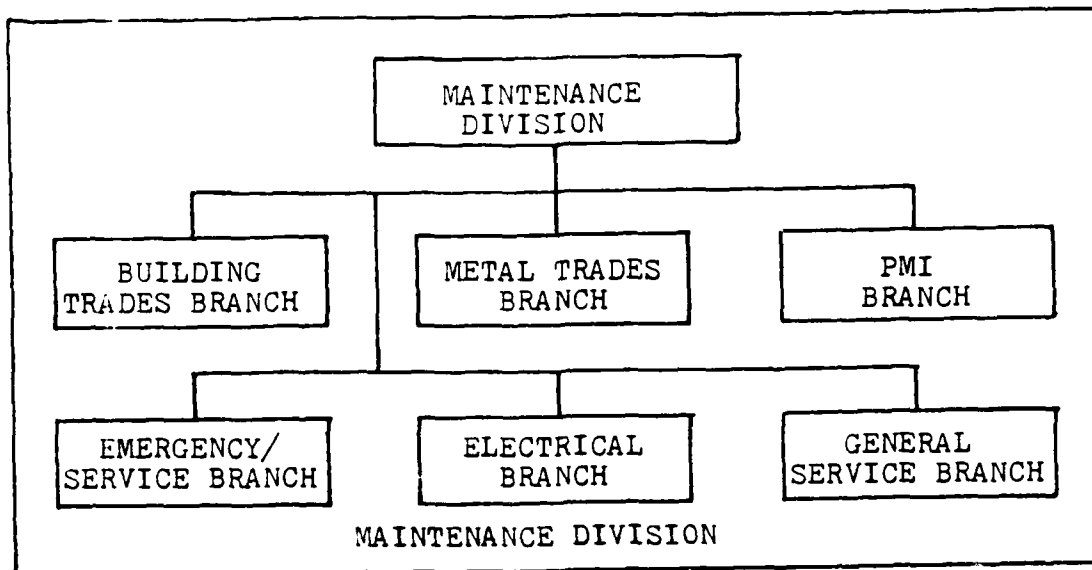 MAINTENANCE
DIVISION
BUILDING
TRADES BRANCH
METAL TRADES
BRANCH
PMI
BRANCH
EMERGENCY/
SERVICE BRANCH
ELECTRICAL
BRANCH
GENERAL
SERVICE BRANCH
MAINTENANCE DIVISION